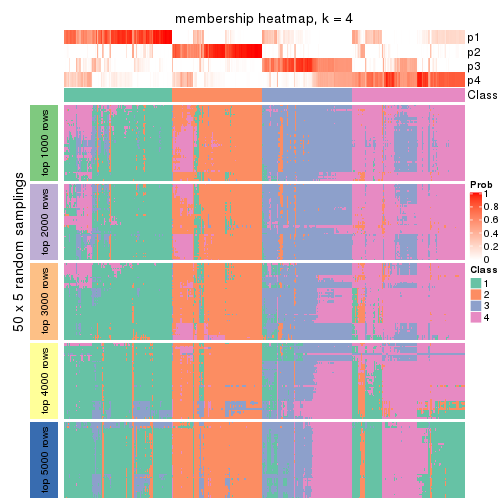 membership heatmap, k = 4
p1
p2
p3
p4
Class
50 x 5 random samplings
top 1000 rows
top 2000 rows
top 3000 rows
top 4000 rows
top 5000 rows
Prob
1
0.8
0.6
0.4
0.2
0
Class
1
2
3
4